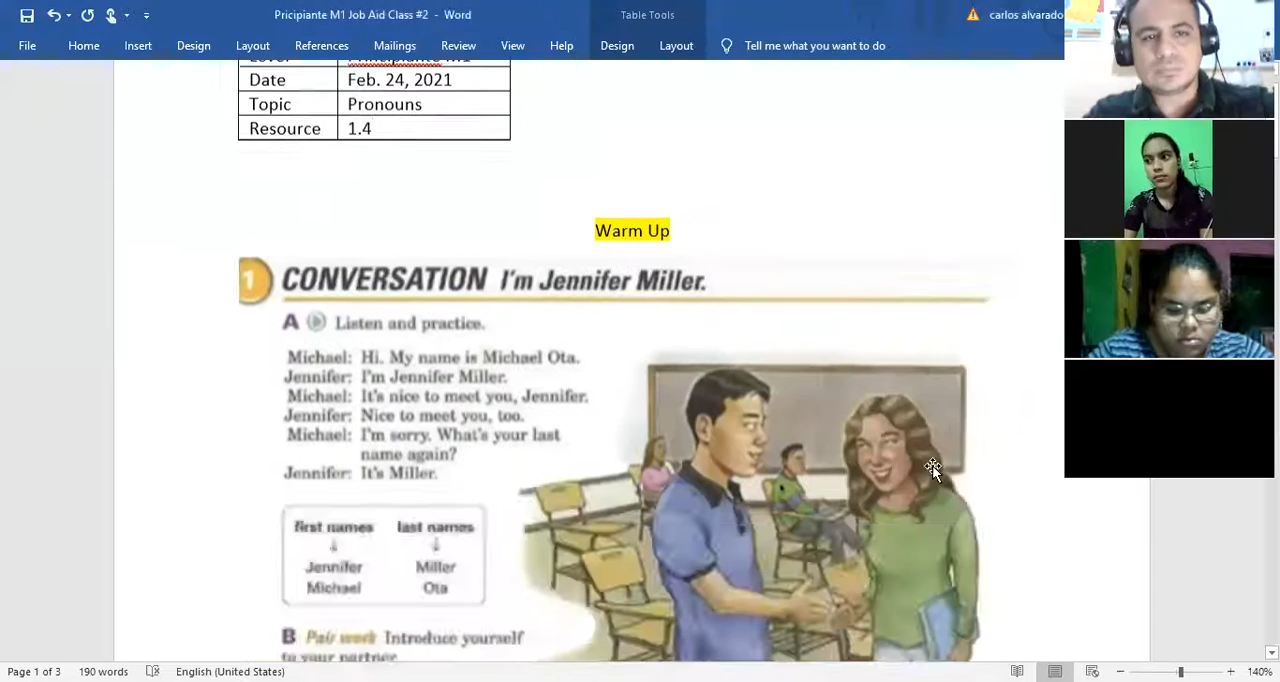 Pricipiante M1 Job Aid Class #2 - Word
Table Tools
carlos alvarado
File Home Insert Design Layout References Mailings Review View Help Design Layout Tell me what you want to do
Date Feb. 24, 2021
Topic Pronouns
Resource 1.4
Warm Up
1 CONVERSATION I'm Jennifer Miller.
A Listen and practice.
Michael: Hi. My name is Michael Ota.
Jennifer: I'm Jennifer Miller.
Michael: It's nice to meet you, Jennifer.
Jennifer: Nice to meet you, too.
Michael: I'm sorry. What's your last
name again?
Jennifer: It's Miller.
first names last names
Jennifer Miller
Michael Ota
B Pair work Introduce yourself
to your partner
Page 1 of 3 190 words English (United States) 140%